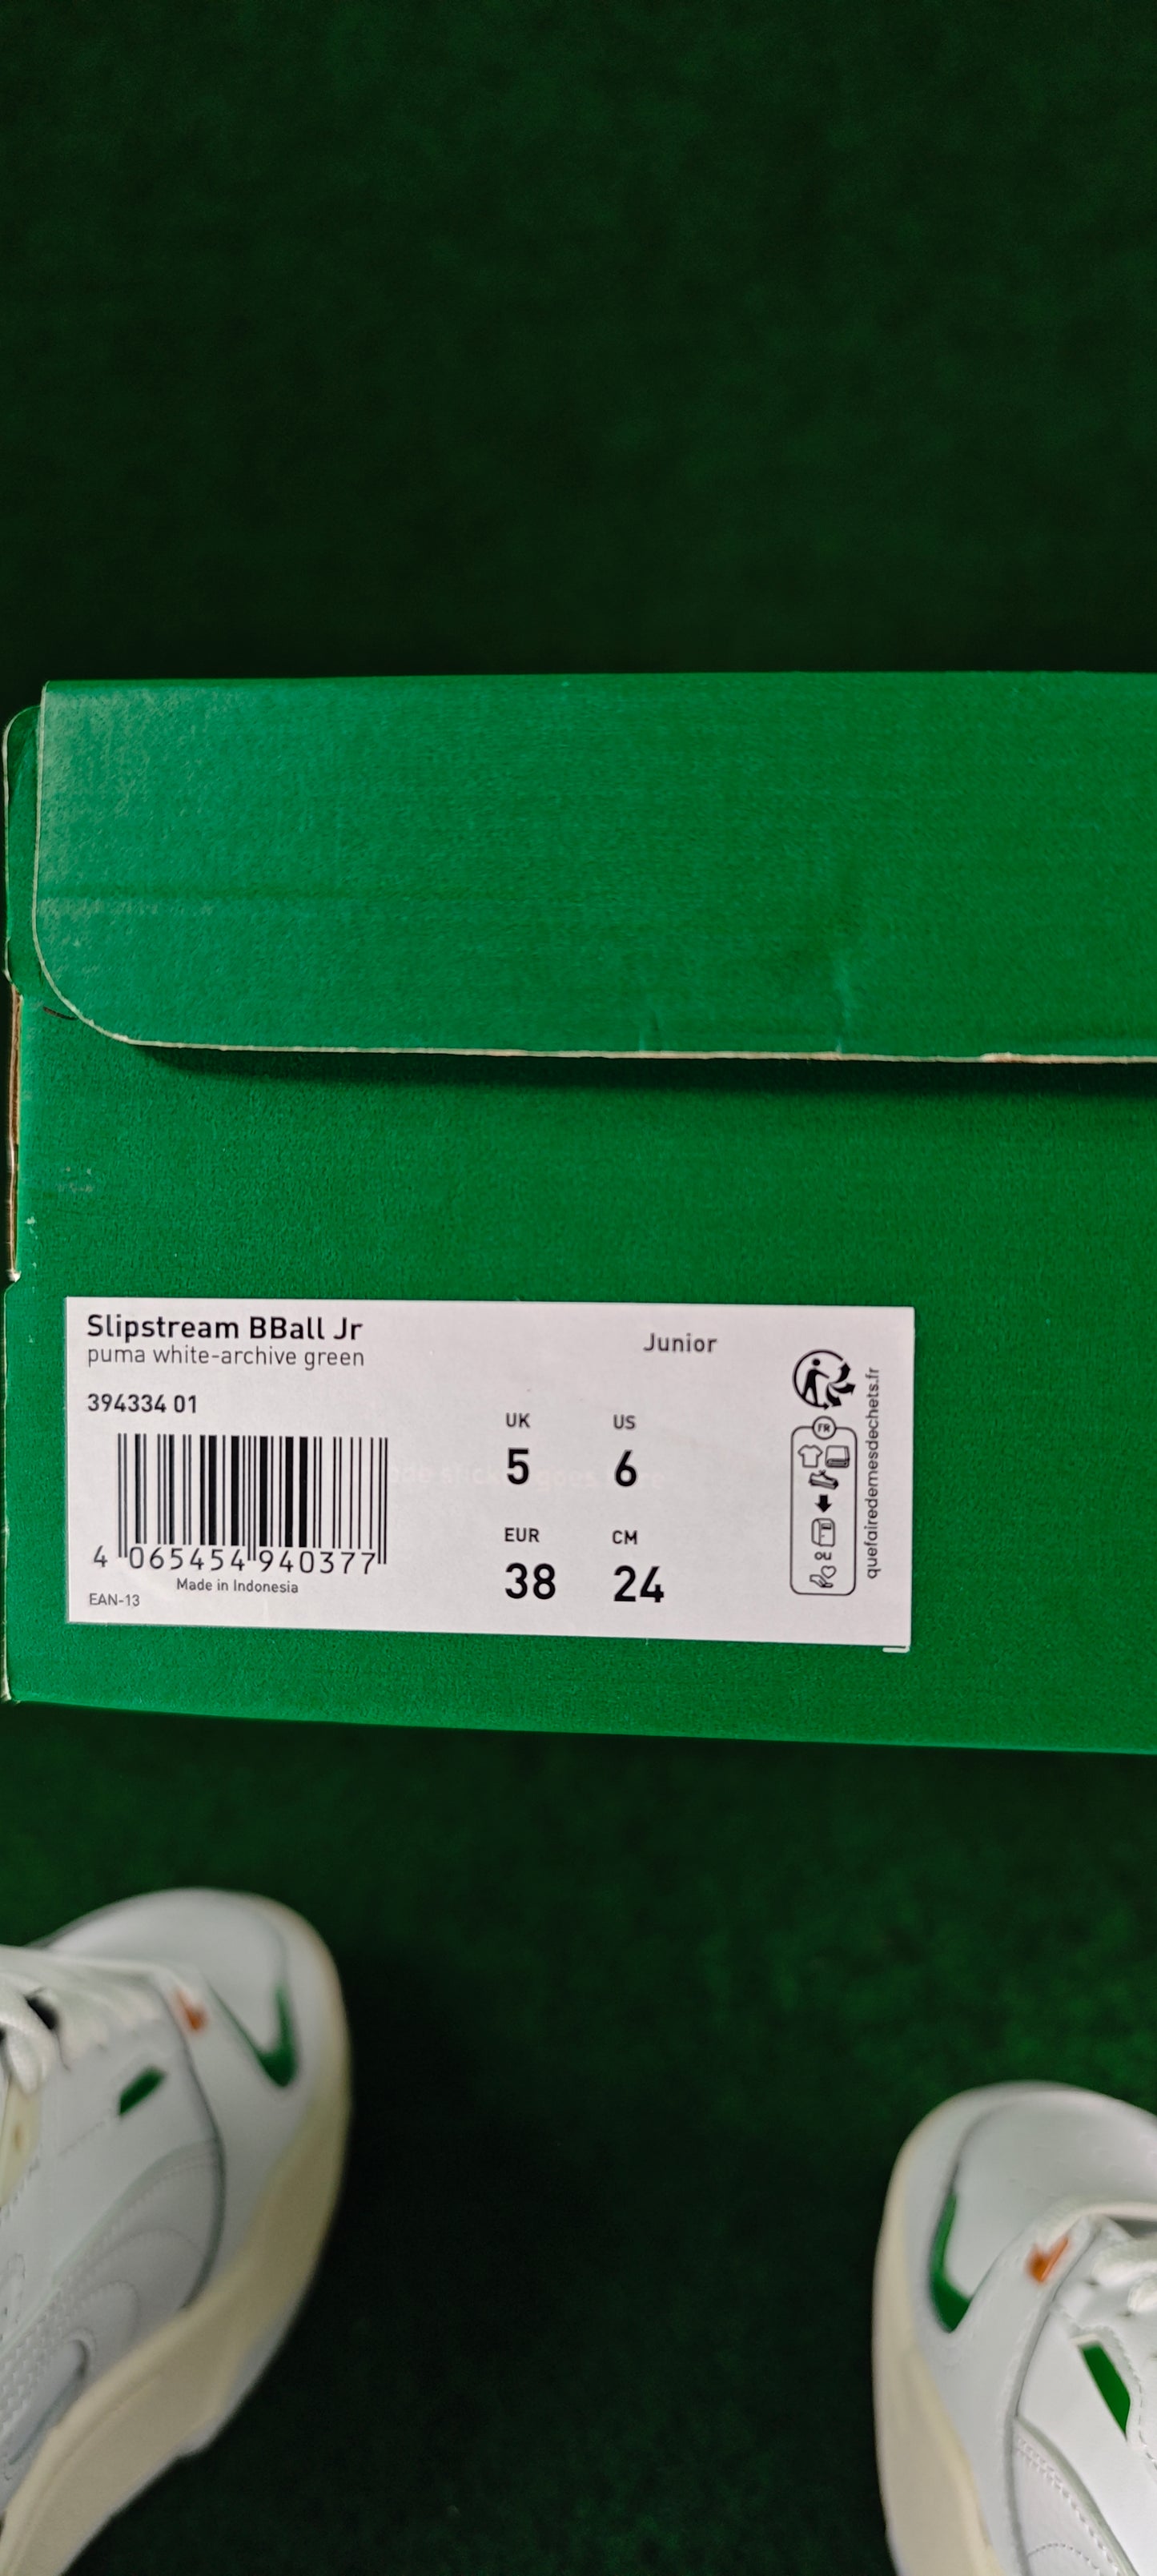 Slipstream BBall Jr
puma white-archive green
Junior
394334 01
UK
US
5
6
EUR
CM
38
24
4 065454 940377
Made in Indonesia
EAN-13
FR
OU
quefairedemesdechets.fr